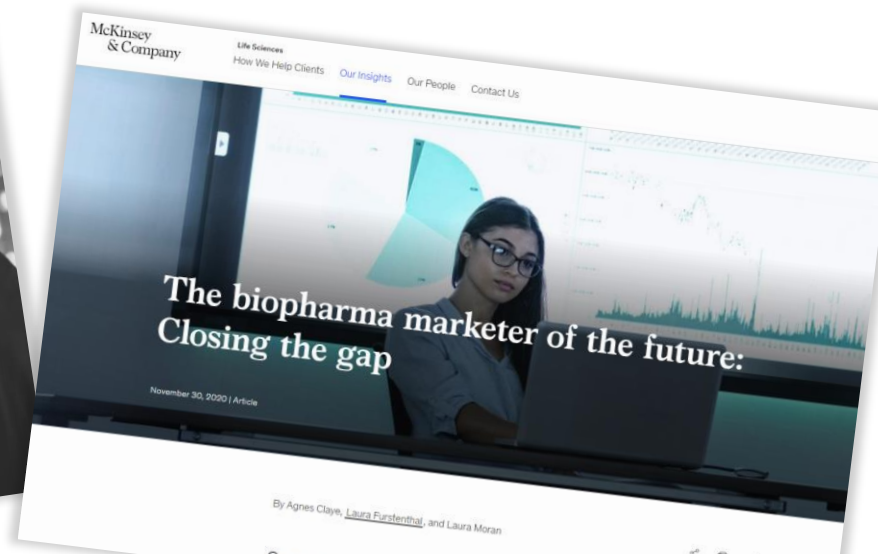 McKinsey
& Company
Life Sciences
How We Help Clients
Our Insights
Our People
Contact Us
The biopharma marketer of the future:
Closing the gap
November 30, 2020 | Article
By Agnes Claye, Laura Furstenthal, and Laura Moran